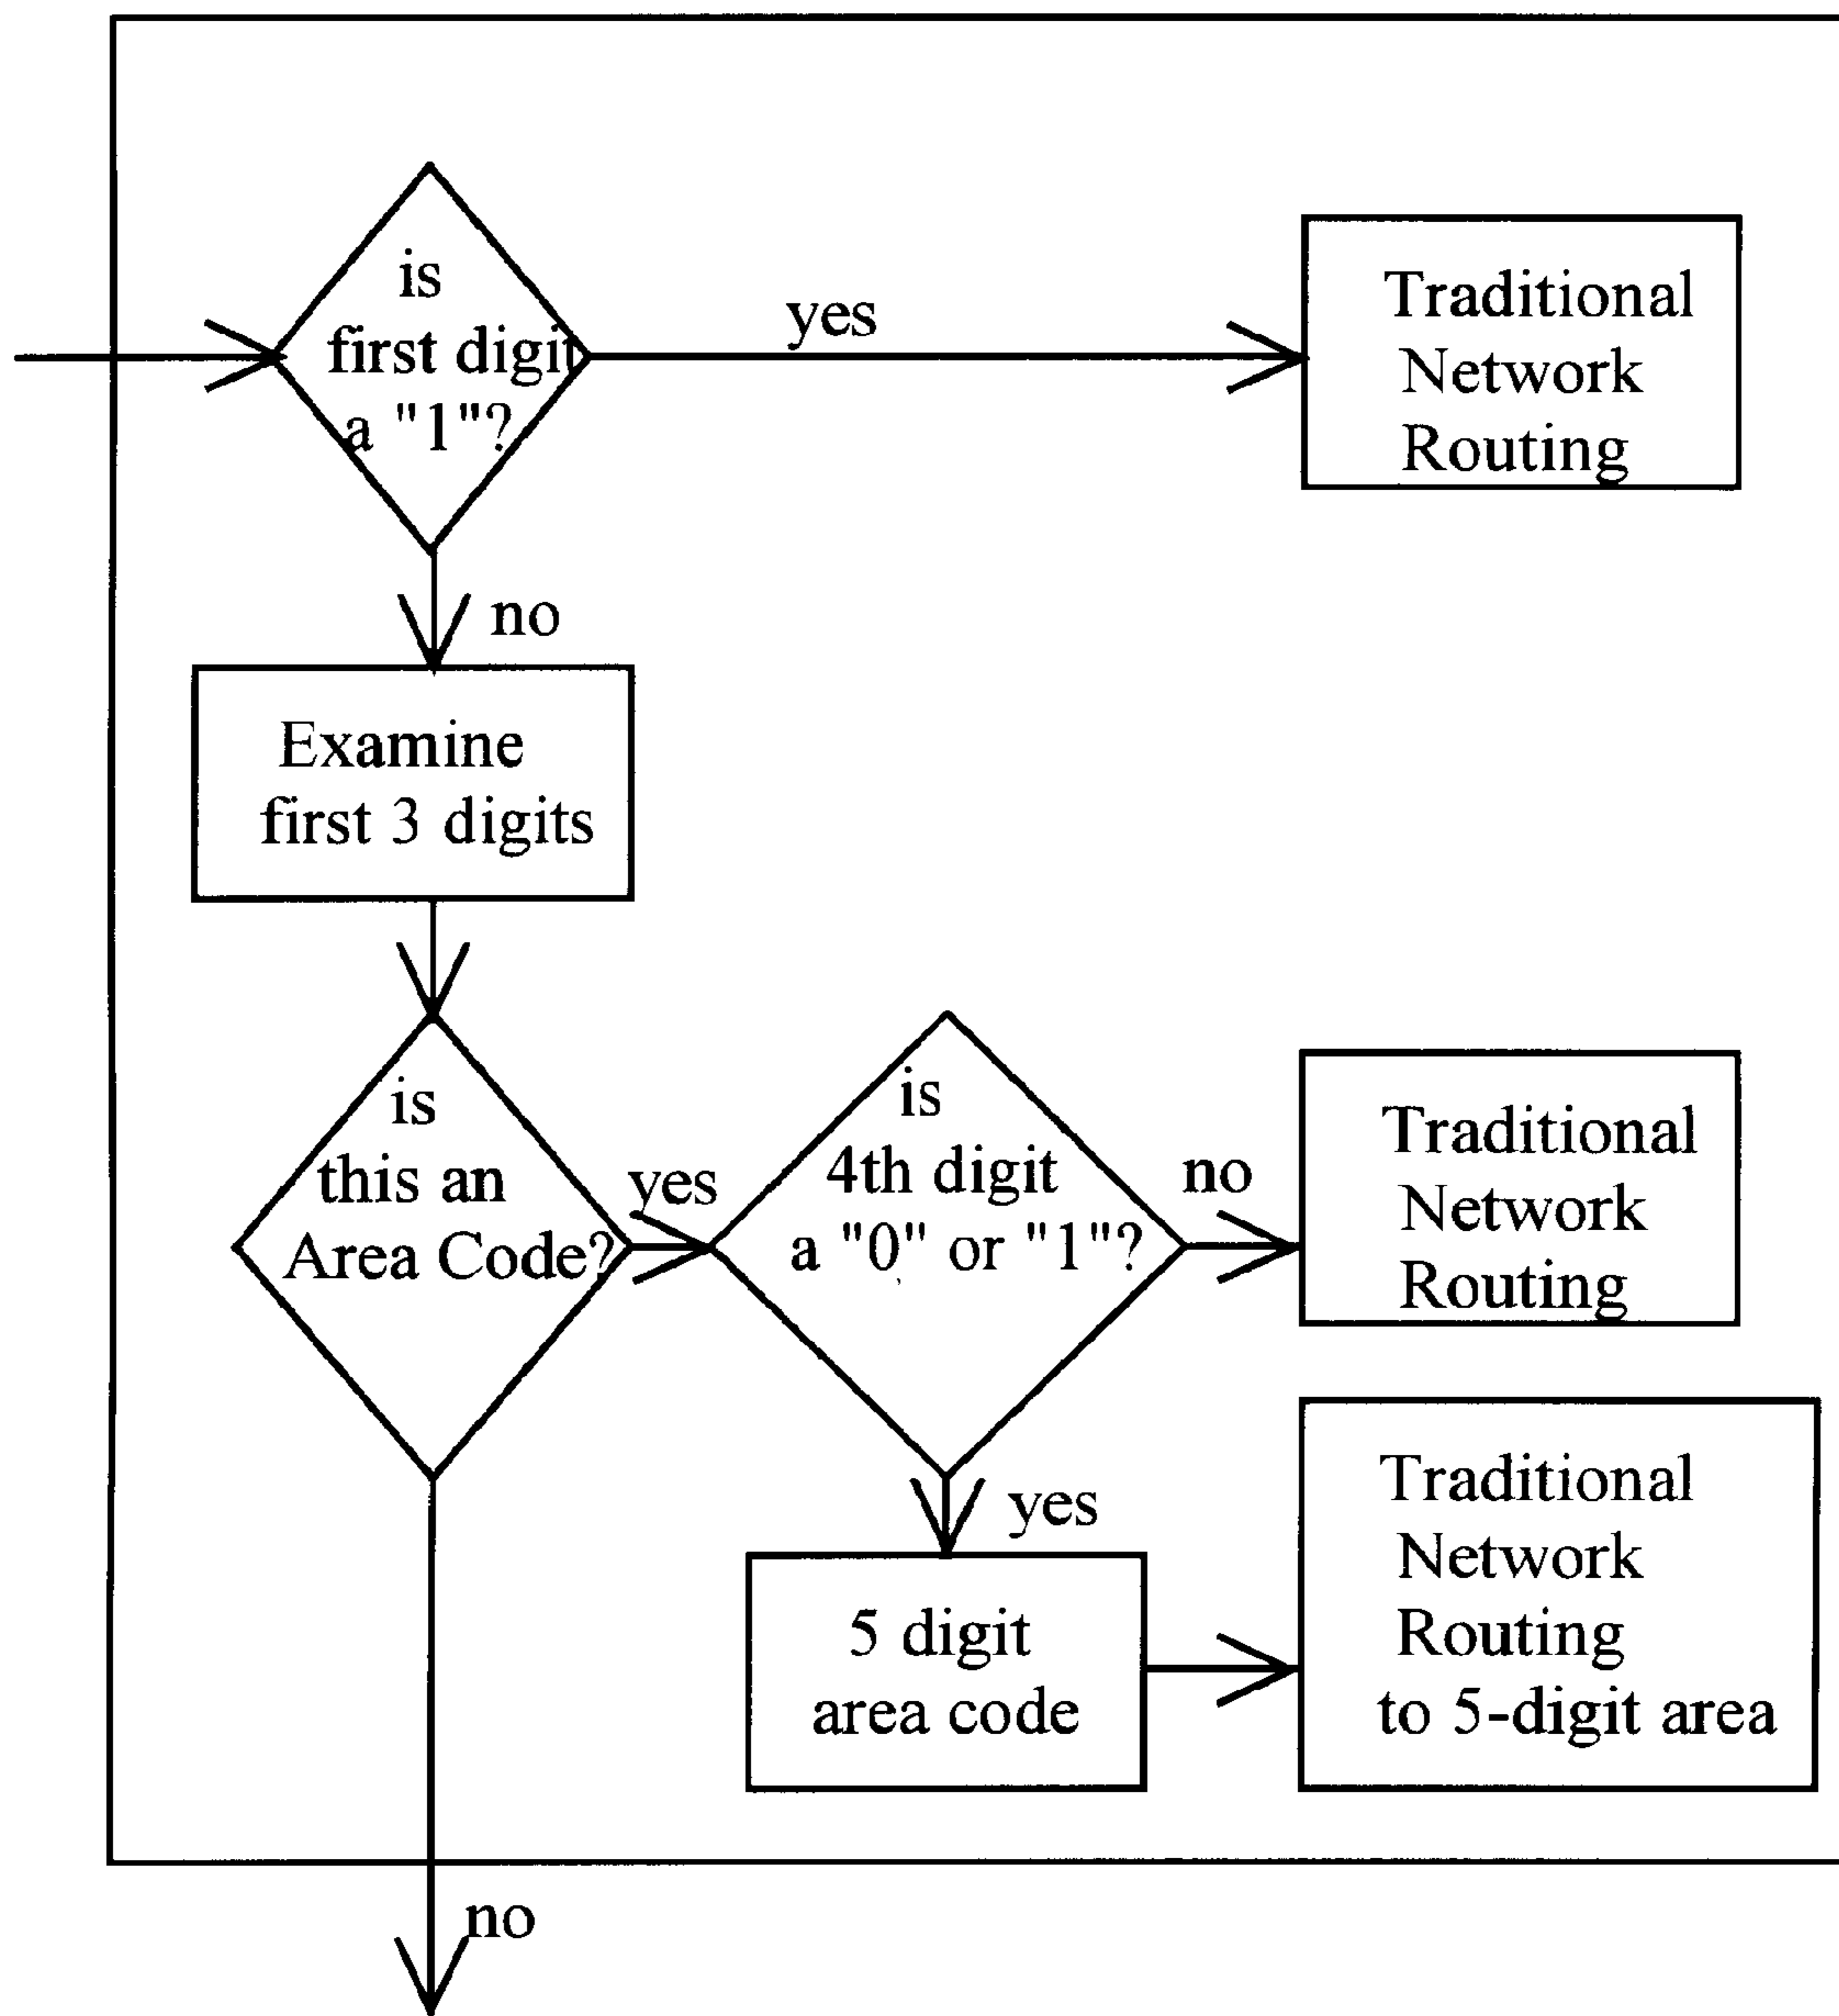 is
first digit
a "1"?
yes
Traditional
Network
Routing
no
Examine
first 3 digits
is
this an
Area Code?
yes
is
4th digit
a "0" or "1"?
no
Traditional
Network
Routing
yes
5 digit
area code
Traditional
Network
Routing
to 5-digit area
no